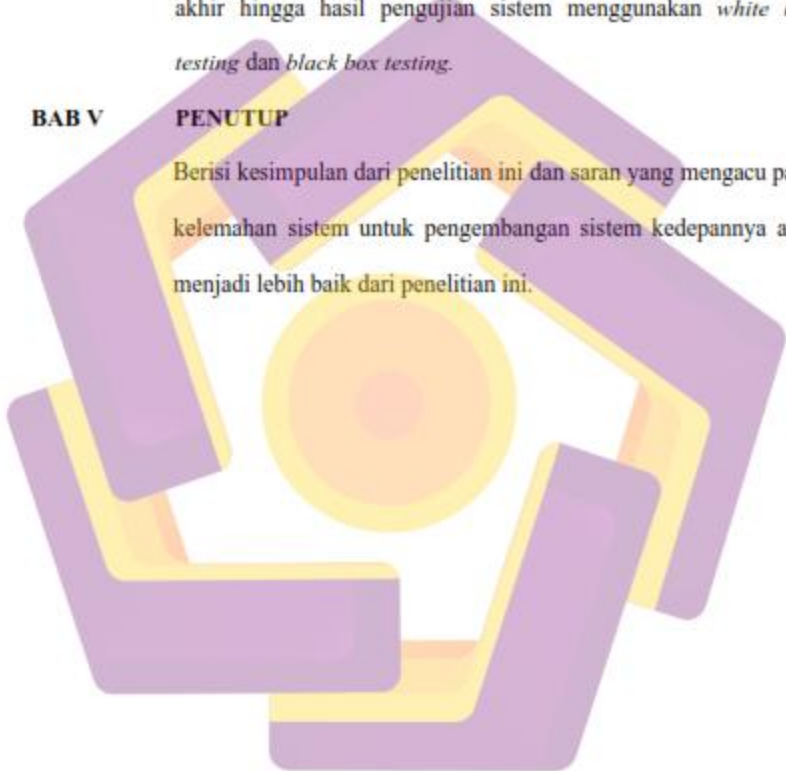 akhir hingga hasil pengujian sistem menggunakan white
testing dan black box testing.
BAB V PENUTUP
Berisi kesimpulan dari penelitian ini dan saran yang mengacu
kelemahan sistem untuk pengembangan sistem kedepannya
menjadi lebih baik dari penelitian ini.